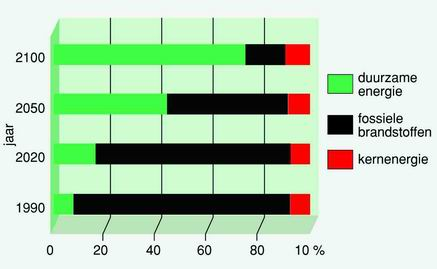 2100
2050
2020
1990
jaar
0 20 40 60 80 10 %
duurzame
energie
fossiele
brandstoffen
kernenergie